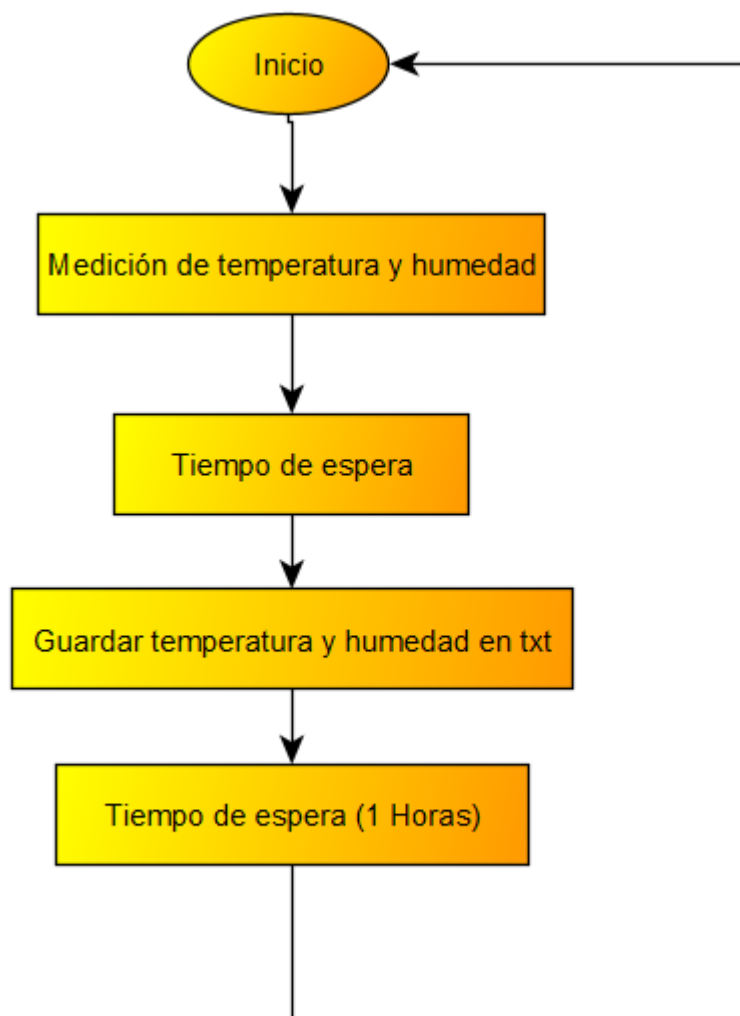 Inicio
Medición de temperatura y humedad
Tiempo de espera
Guardar temperatura y humedad en txt
Tiempo de espera (1 Horas)